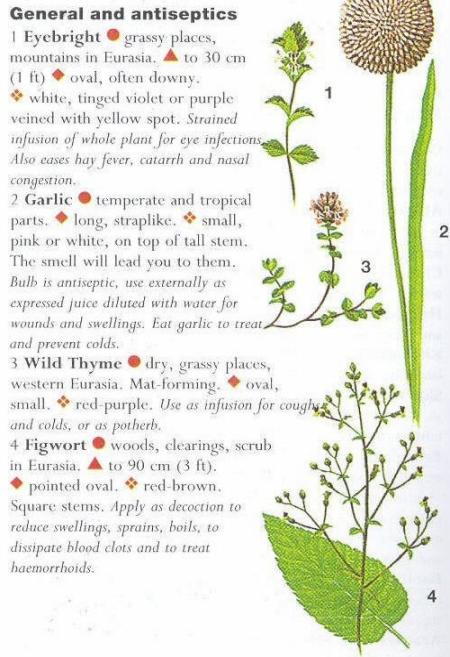 General and antiseptics
1 Eyebright ● grassy places,
mountains in Eurasia. ▲ to 30 cm
(1 ft) ◆ oval, often downy.
❖ white, tinged violet or purple
veined with yellow spot. Strained
infusion of whole plant for eye infections.
Also eases hay fever, catarrh and nasal
congestion.
2 Garlic ● temperate and tropical
parts. ◆ long, straplike. ❖ small,
pink or white, on top of tall stem.
The smell will lead you to them.
Bulb is antiseptic, use externally as
expressed juice diluted with water for
wounds and swellings. Eat garlic to treat
and prevent colds.
3 Wild Thyme ● dry, grassy places,
western Eurasia. Mat-forming. ◆ oval,
small. ❖ red-purple. Use as infusion for coughs
and colds, or as potherb.
4 Figwort ● woods, clearings, scrub
in Eurasia. ▲ to 90 cm (3 ft).
◆ pointed oval. ❖ red-brown.
Square stems. Apply as decoction to
reduce swellings, sprains, boils, to
dissipate blood clots and to treat
haemorrhoids.
1
2
3
4